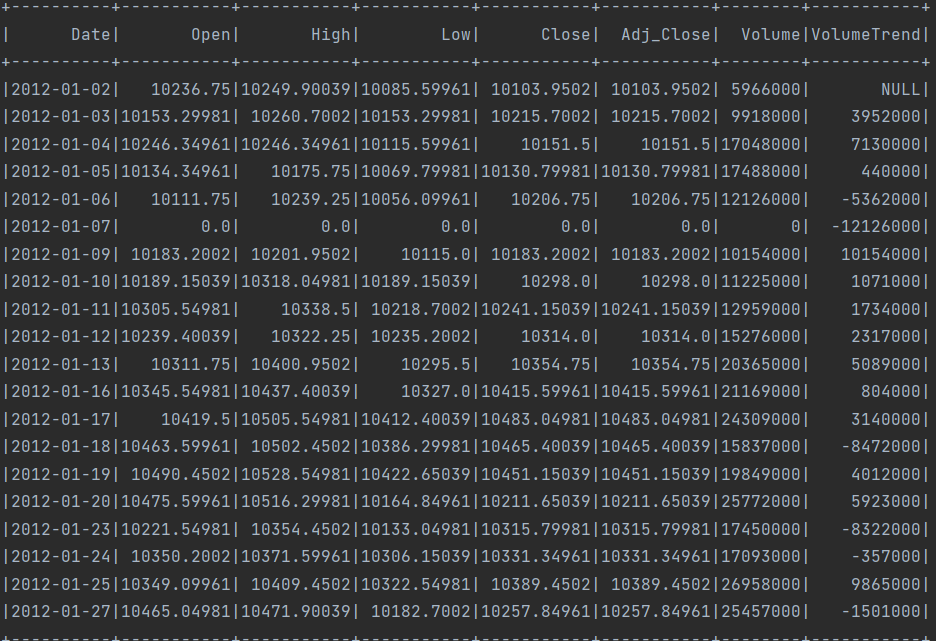 +----------+-----------+-----------+-----------+-----------+-----------+--------+-----------+
|      Date|       Open|       High|        Low|      Close|  Adj_Close|  Volume|VolumeTrend|
+----------+-----------+-----------+-----------+-----------+-----------+--------+-----------+
|2012-01-02|   10236.75|10249.90039|10085.59961| 10103.9502| 10103.9502| 5966000|       NULL|
|2012-01-03|10153.29981| 10260.7002|10153.29981| 10215.7002| 10215.7002| 9918000|    3952000|
|2012-01-04|10246.34961|10246.34961|10115.59961|    10151.5|    10151.5|17048000|    7130000|
|2012-01-05|10134.34961|   10175.75|10069.79981|10130.79981|10130.79981|17488000|     440000|
|2012-01-06|   10111.75|   10239.25|10056.09961|   10206.75|   10206.75|12126000|   -5362000|
|2012-01-07|        0.0|        0.0|        0.0|        0.0|        0.0|       0|  -12126000|
|2012-01-09| 10183.2002| 10201.9502|    10115.0| 10183.2002| 10183.2002|10154000|   10154000|
|2012-01-10|10189.15039|10318.04981|10189.15039|    10298.0|    10298.0|11225000|    1071000|
|2012-01-11|10305.54981|    10338.5| 10218.7002|10241.15039|10241.15039|12959000|    1734000|
|2012-01-12|10239.40039|   10322.25| 10235.2002|    10314.0|    10314.0|15276000|    2317000|
|2012-01-13|   10311.75| 10400.9502|    10295.5|   10354.75|   10354.75|20365000|    5089000|
|2012-01-16|10345.54981|10437.40039|    10327.0|10415.59961|10415.59961|21169000|     804000|
|2012-01-17|    10419.5|10505.54981|10412.40039|10483.04981|10483.04981|24309000|    3140000|
|2012-01-18|10463.59961| 10502.4502|10386.29981|10465.40039|10465.40039|15837000|   -8472000|
|2012-01-19| 10490.4502|10528.54981|10422.65039|10451.15039|10451.15039|19849000|    4012000|
|2012-01-20|10475.59961|10516.29981|10164.84961|10211.65039|10211.65039|25772000|    5923000|
|2012-01-23|10221.54981| 10354.4502|10133.04981|10315.79981|10315.79981|17450000|   -8322000|
|2012-01-24| 10350.2002|10371.59961|10306.15039|10331.34961|10331.34961|17093000|    -357000|
|2012-01-25|10349.09961| 10409.4502|10322.54981| 10389.4502| 10389.4502|26958000|    9865000|
|2012-01-27|10465.04981|10471.90039| 10182.7002|10257.84961|10257.84961|25457000|   -1501000|
+----------+-----------+-----------+-----------+-----------+-----------+--------+-----------+